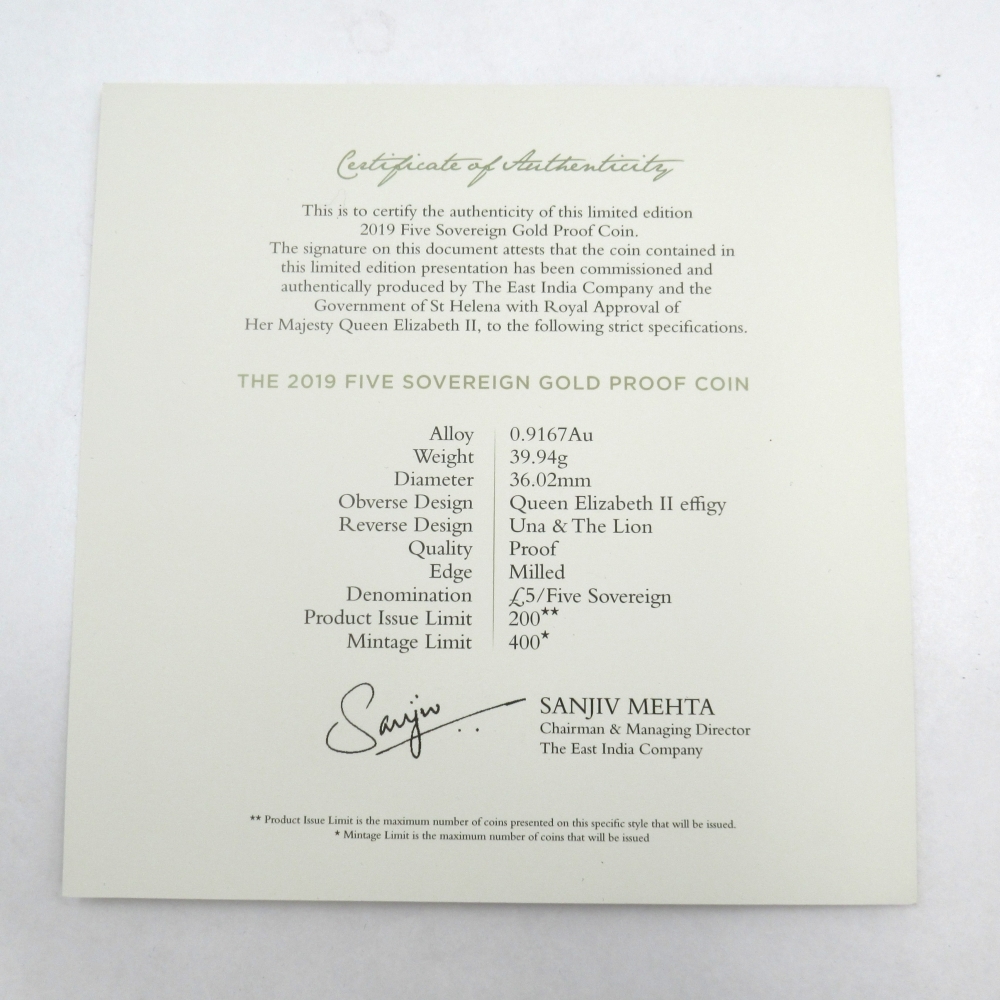 Certificate of Authenticity
This is to certify the authenticity of this limited edition
2019 Five Sovereign Gold Proof Coin.
The signature on this document attests that the coin contained in
this limited edition presentation has been commissioned and
authentically produced by The East India Company and the
Government of St Helena with Royal Approval of
Her Majesty Queen Elizabeth II, to the following strict specifications.
THE 2019 FIVE SOVEREIGN GOLD PROOF COIN
Alloy 0.9167Au
Weight 39.94g
Diameter 36.02mm
Obverse Design Queen Elizabeth II effigy
Reverse Design Una & The Lion
Quality Proof
Edge Milled
Denomination £5/Five Sovereign
Product Issue Limit 200**
Mintage Limit 400*
Sanjiv
SANJIV MEHTA
Chairman & Managing Director
The East India Company
** Product Issue Limit is the maximum number of coins presented on this specific style that will be issued.
* Mintage Limit is the maximum number of coins that will be issued